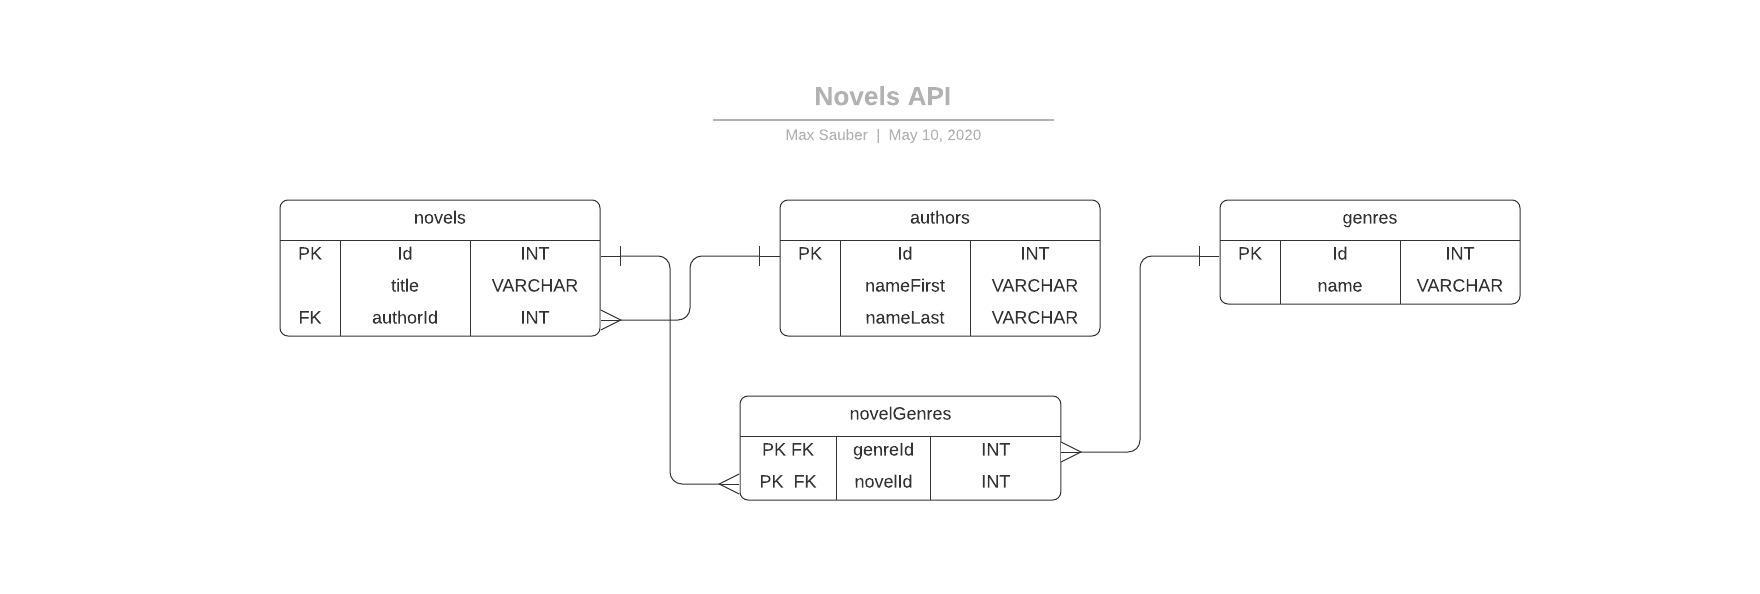 Novels API
Max Sauber | May 10, 2020
novels
PK Id INT
title VARCHAR
FK authorId INT
authors
PK Id INT
nameFirst VARCHAR
nameLast VARCHAR
genres
PK Id INT
name VARCHAR
novelGenres
PK FK genreId INT
PK FK novelId INT